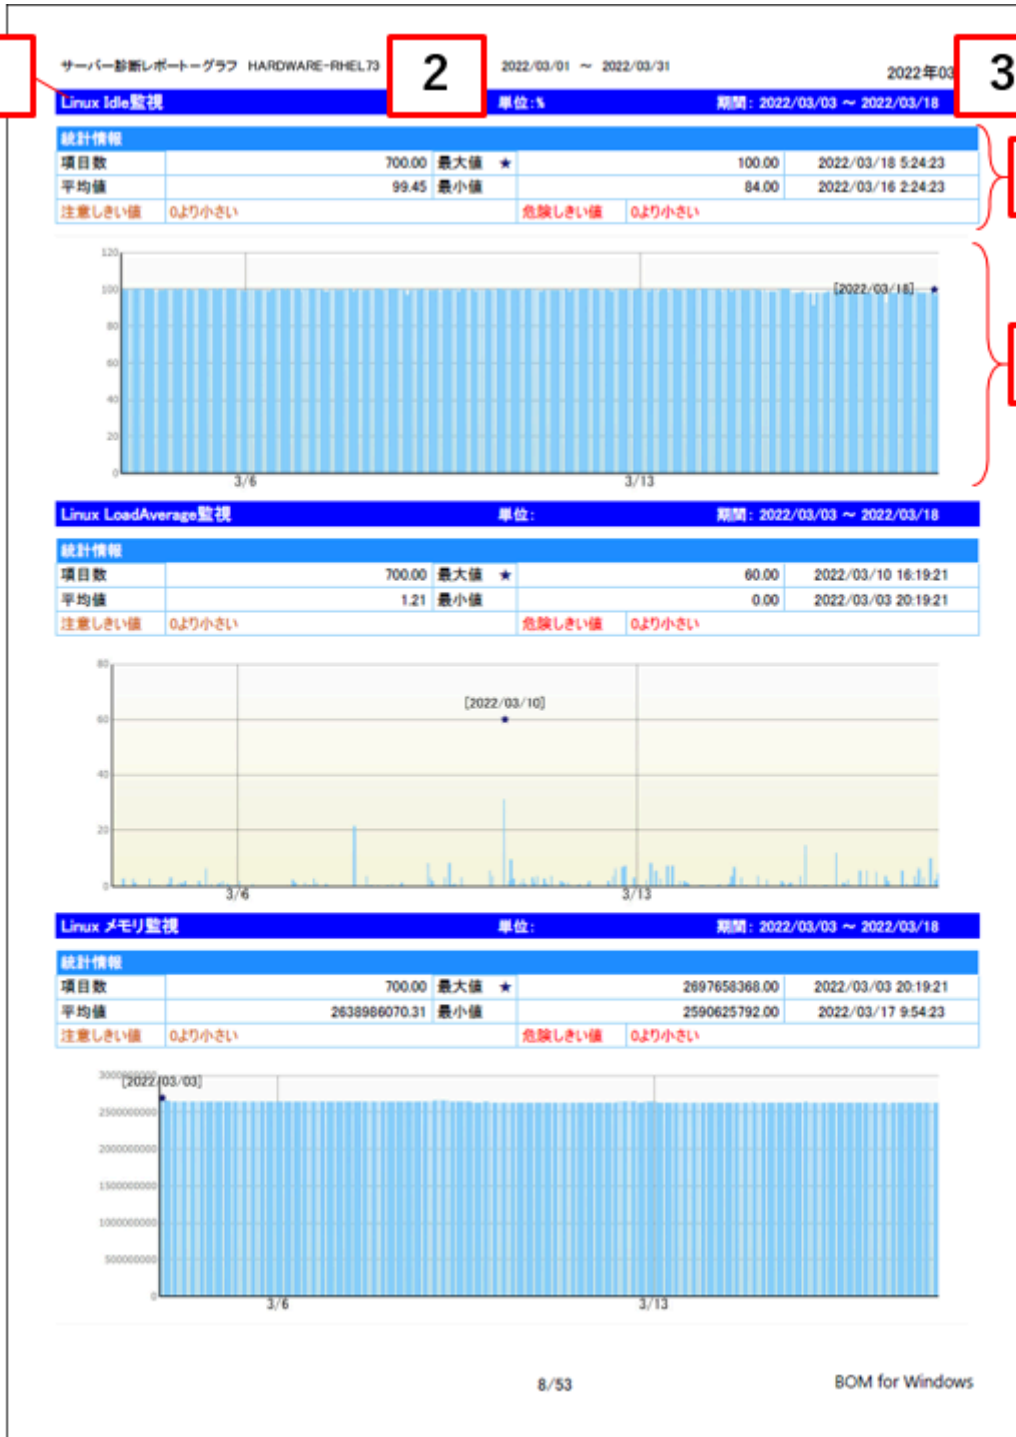 サーバー診断レポートーグラフ HARDWARE-RHEL73 2 2022/03/01 ～ 2022/03/31 2022年03 3
Linux Idle監視 単位:% 期間: 2022/03/03 ～ 2022/03/18
統計情報
項目数 700.00 最大値 ★ 100.00 2022/03/18 5:24:23
平均値 99.45 最小値 84.00 2022/03/16 2:24:23
注意しきい値 0より小さい 危険しきい値 0より小さい
120
100 [2022/03/18] ★
80
60
40
20
0
3/6 3/13
Linux LoadAverage監視 単位: 期間: 2022/03/03 ～ 2022/03/18
統計情報
項目数 700.00 最大値 ★ 60.00 2022/03/10 16:19:21
平均値 1.21 最小値 0.00 2022/03/03 20:19:21
注意しきい値 0より小さい 危険しきい値 0より小さい
80
[2022/03/10]
60 ★
40
20
0
3/6 3/13
Linux メモリ監視 単位: 期間: 2022/03/03 ～ 2022/03/18
統計情報
項目数 700.00 最大値 ★ 2697658368.00 2022/03/03 20:19:21
平均値 2638986070.31 最小値 2590625792.00 2022/03/17 9:54:23
注意しきい値 0より小さい 危険しきい値 0より小さい
3000000000
[2022/03/03]
2500000000
2000000000
1500000000
1000000000
500000000
0
3/6 3/13
8/53 BOM for Windows